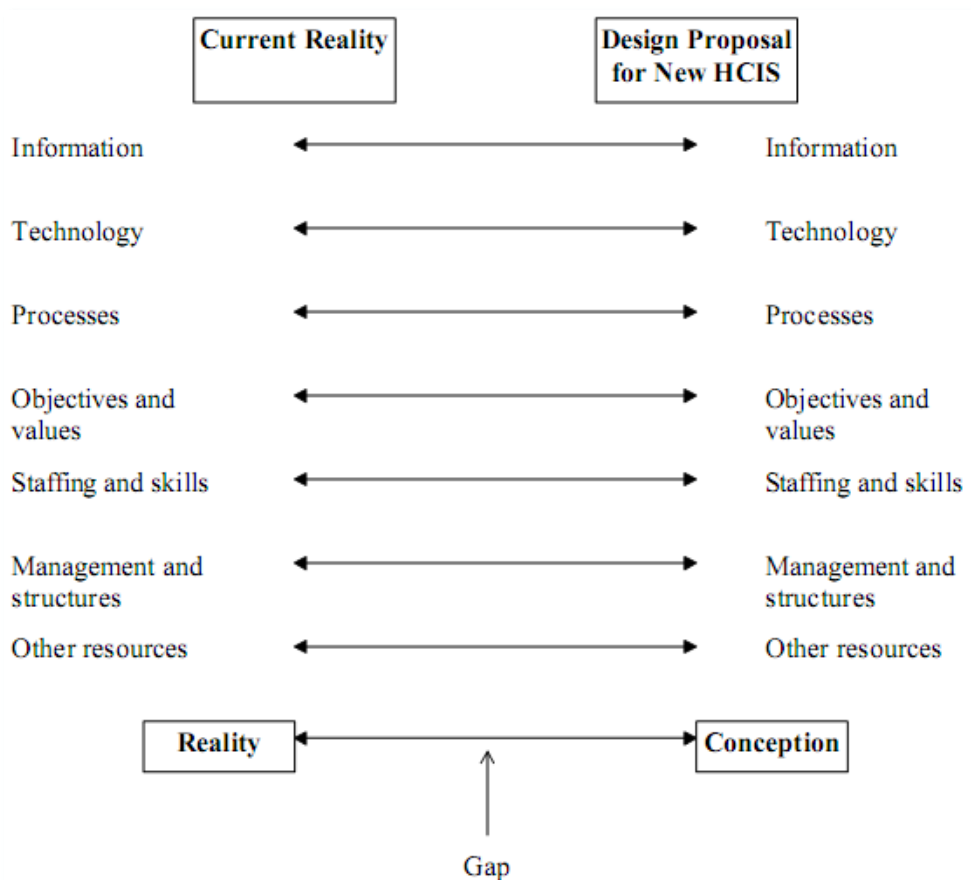 Current Reality
Design Proposal
for New HCIS
Information
Information
Technology
Technology
Processes
Processes
Objectives and
values
Objectives and
values
Staffing and skills
Staffing and skills
Management and
structures
Management and
structures
Other resources
Other resources
Reality
Conception
Gap